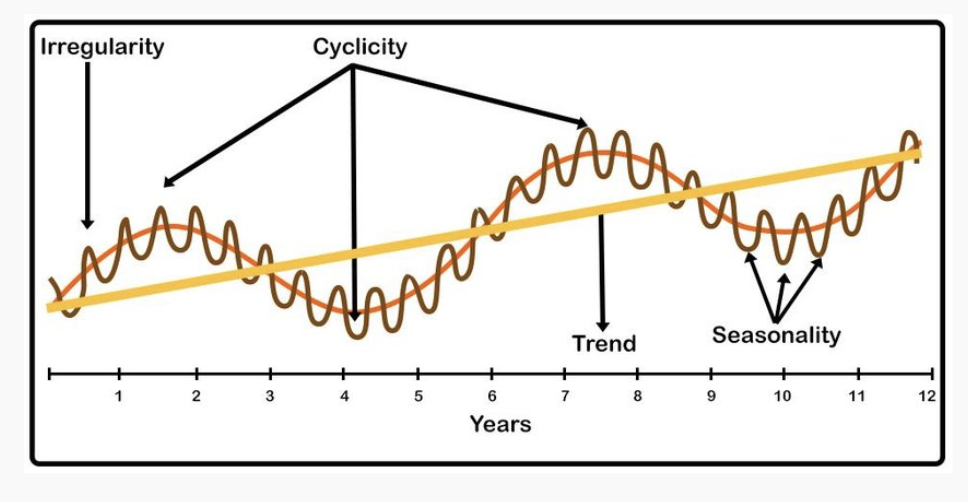 Irregularity
Cyclicity
Trend
Seasonality
1 2 3 4 5 6 7 8 9 10 11 12
Years